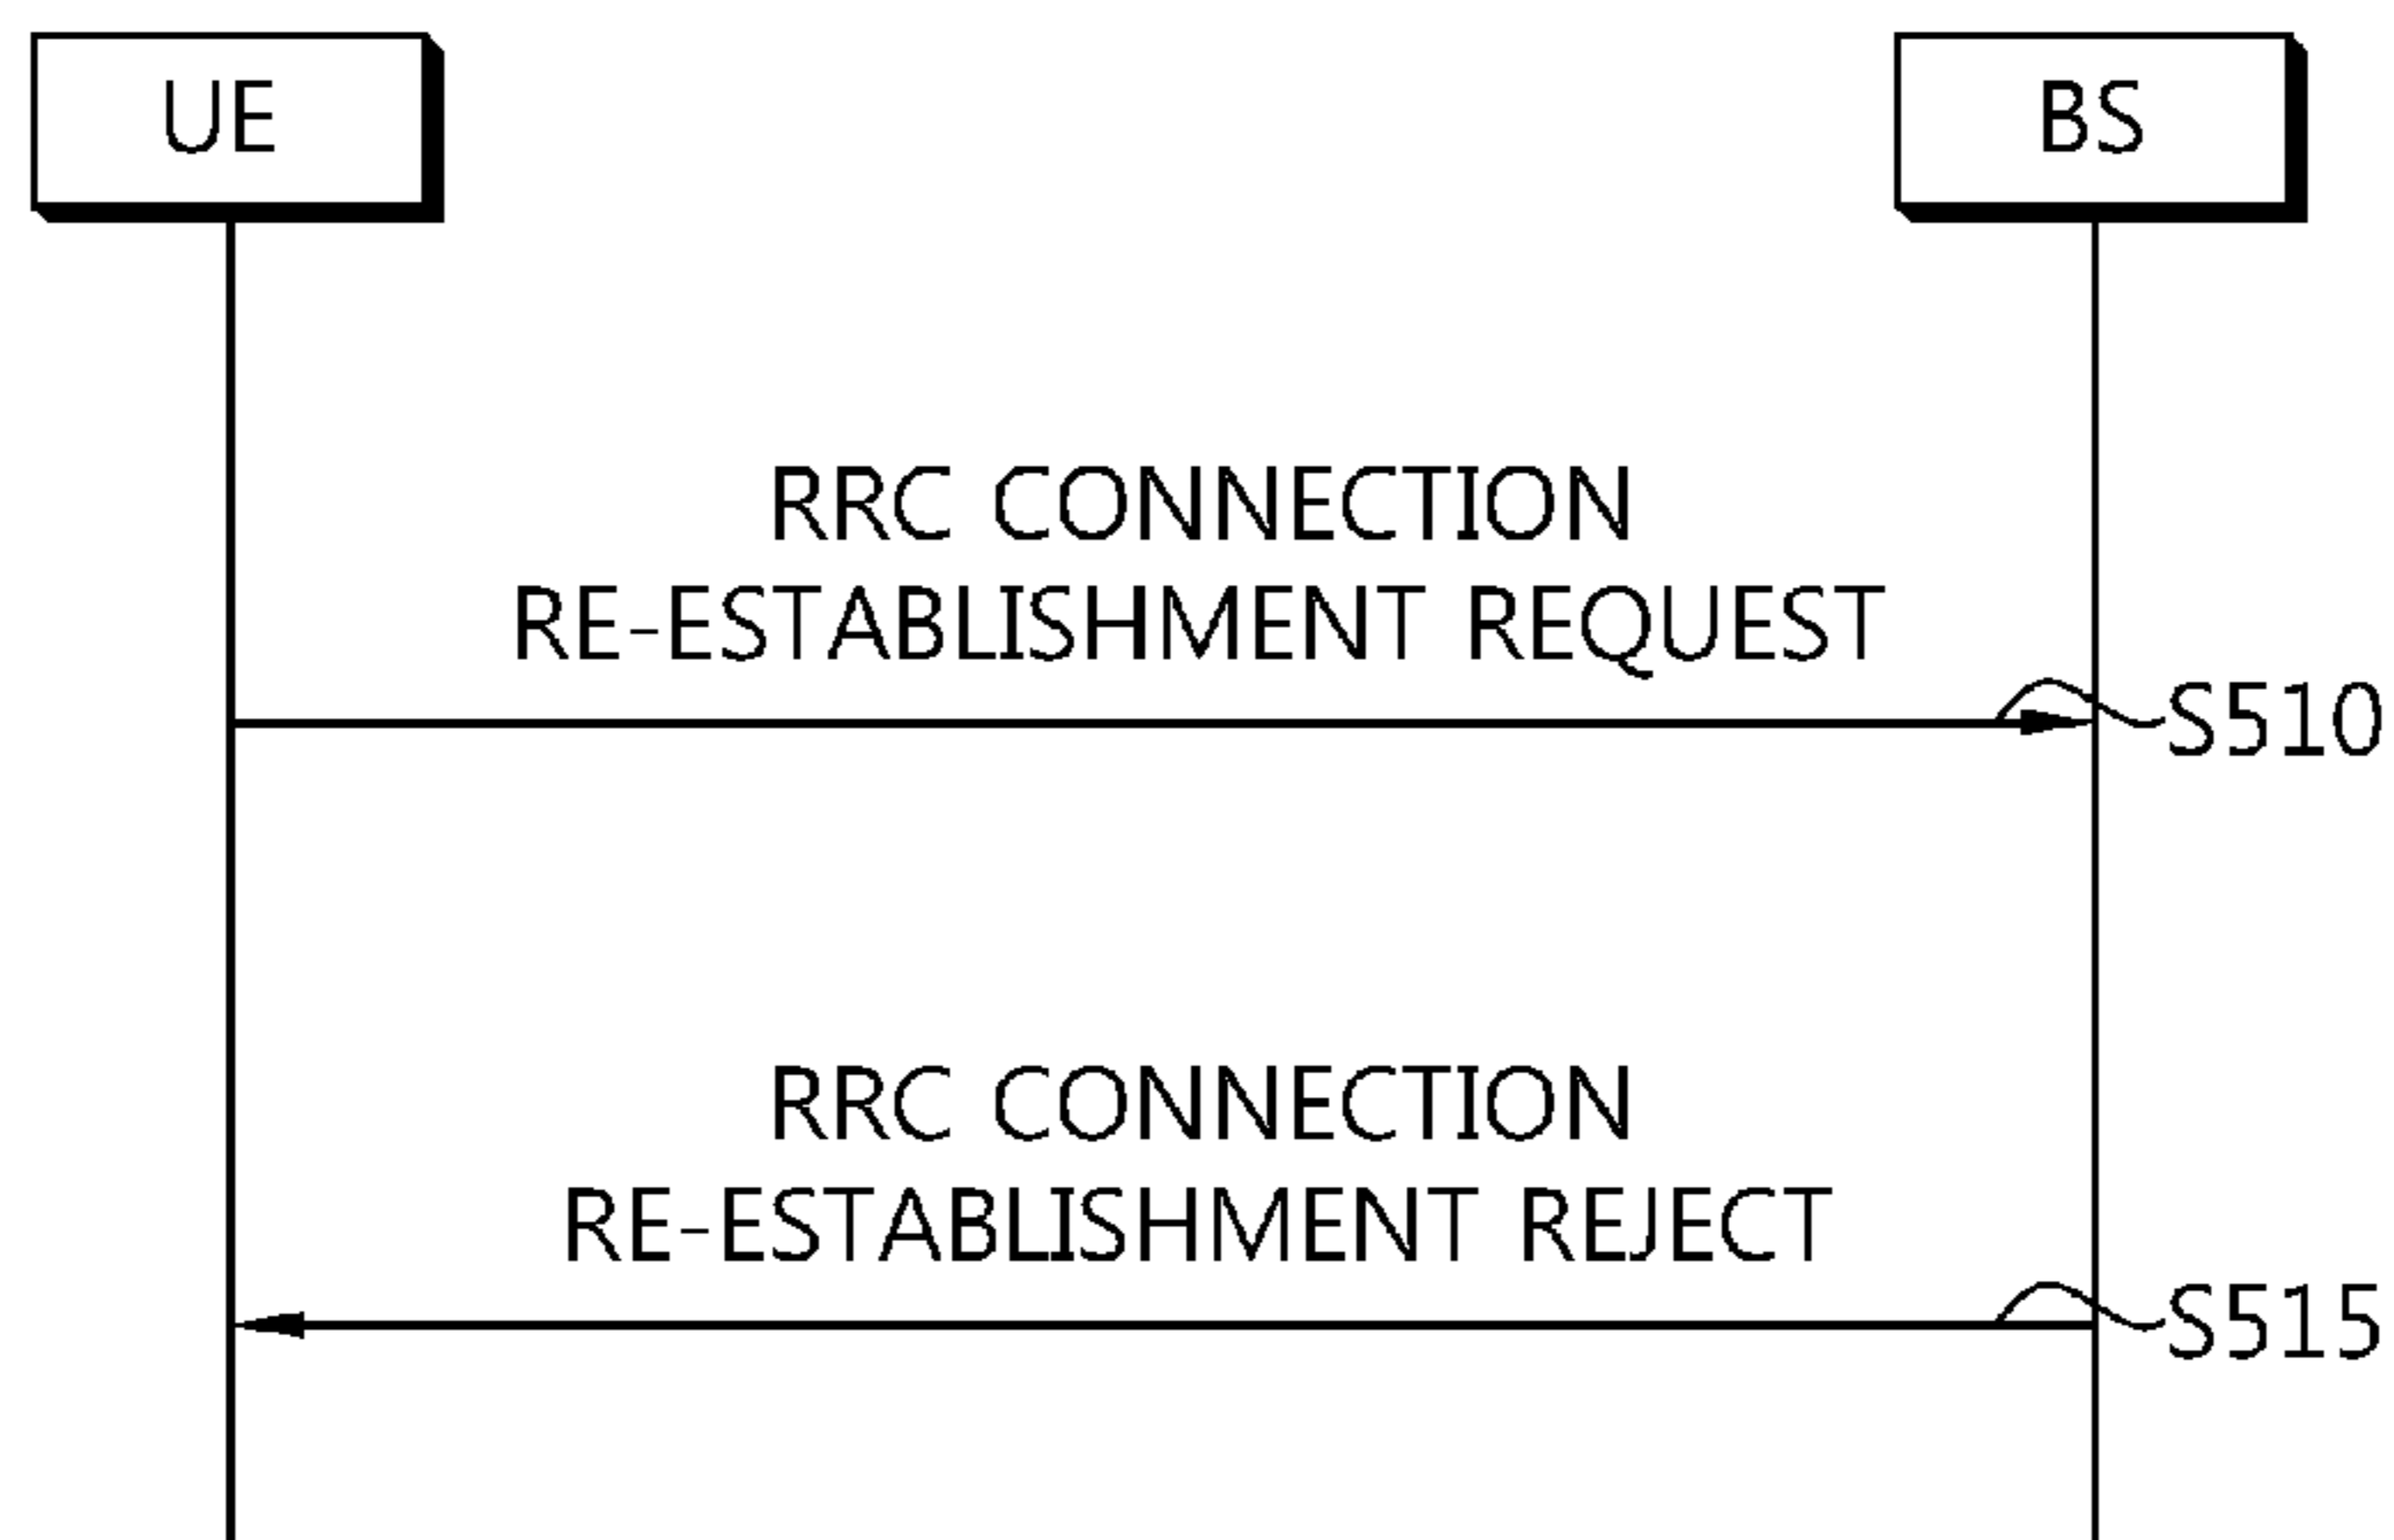 UE
BS
RRC CONNECTION
RE-ESTABLISHMENT REQUEST
S510
RRC CONNECTION
RE-ESTABLISHMENT REJECT
S515